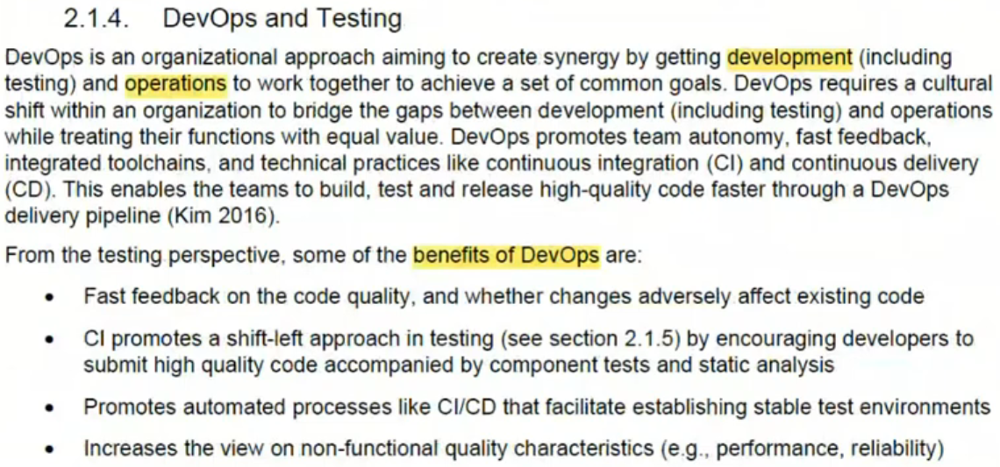 2.1.4. DevOps and Testing
DevOps is an organizational approach aiming to create synergy by getting development (including
testing) and operations to work together to achieve a set of common goals. DevOps requires a cultural
shift within an organization to bridge the gaps between development (including testing) and operations
while treating their functions with equal value. DevOps promotes team autonomy, fast feedback,
integrated toolchains, and technical practices like continuous integration (CI) and continuous delivery
(CD). This enables the teams to build, test and release high-quality code faster through a DevOps
delivery pipeline (Kim 2016).
From the testing perspective, some of the benefits of DevOps are:
• Fast feedback on the code quality, and whether changes adversely affect existing code
• CI promotes a shift-left approach in testing (see section 2.1.5) by encouraging developers to
submit high quality code accompanied by component tests and static analysis
• Promotes automated processes like CI/CD that facilitate establishing stable test environments
• Increases the view on non-functional quality characteristics (e.g., performance, reliability)